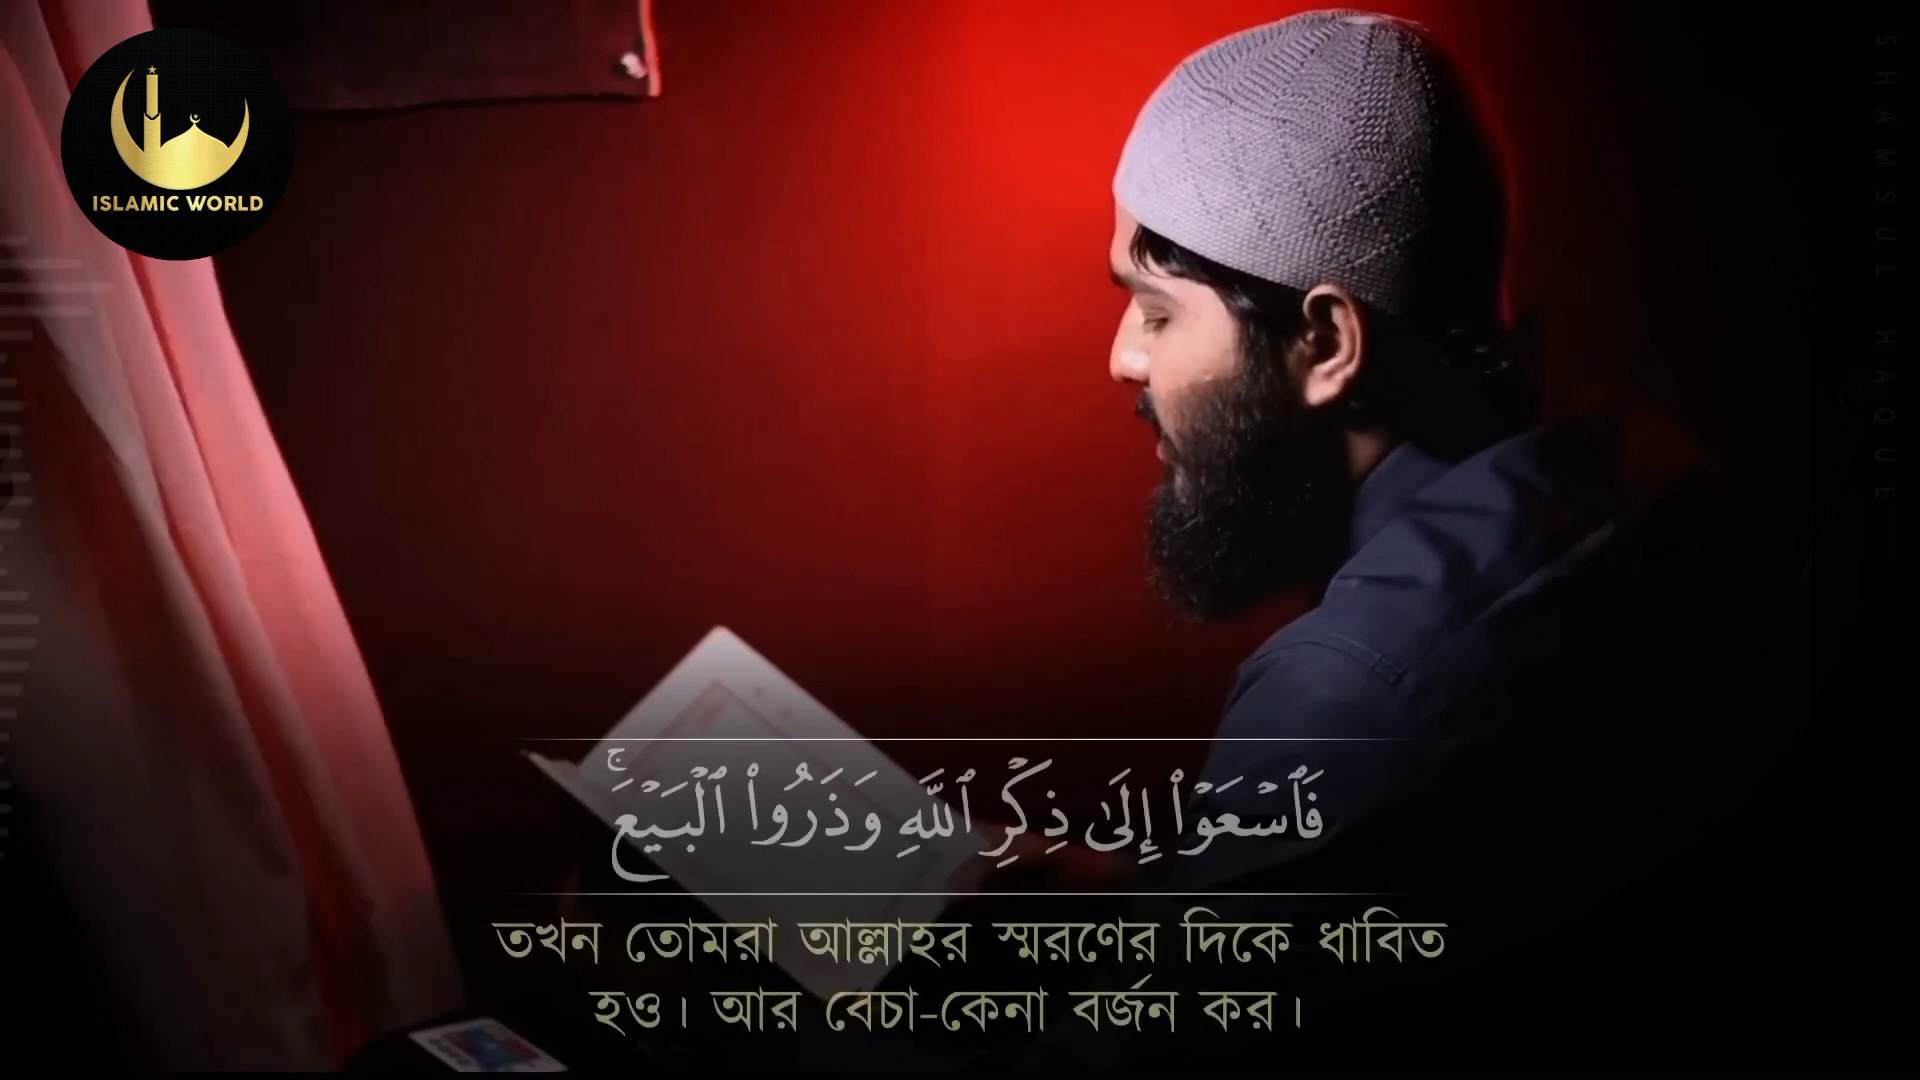 ISLAMIC WORLD
SHAMSUL HAQUE
فَٱسْعَوْا۟ إِلَىٰ ذِكْرِ ٱللَّهِ وَذَرُوا۟ ٱلْبَيْعَ ۚ
তখন তোমরা আল্লাহর স্মরণের দিকে ধাবিত
হও। আর বেচা-কেনা বর্জন কর।